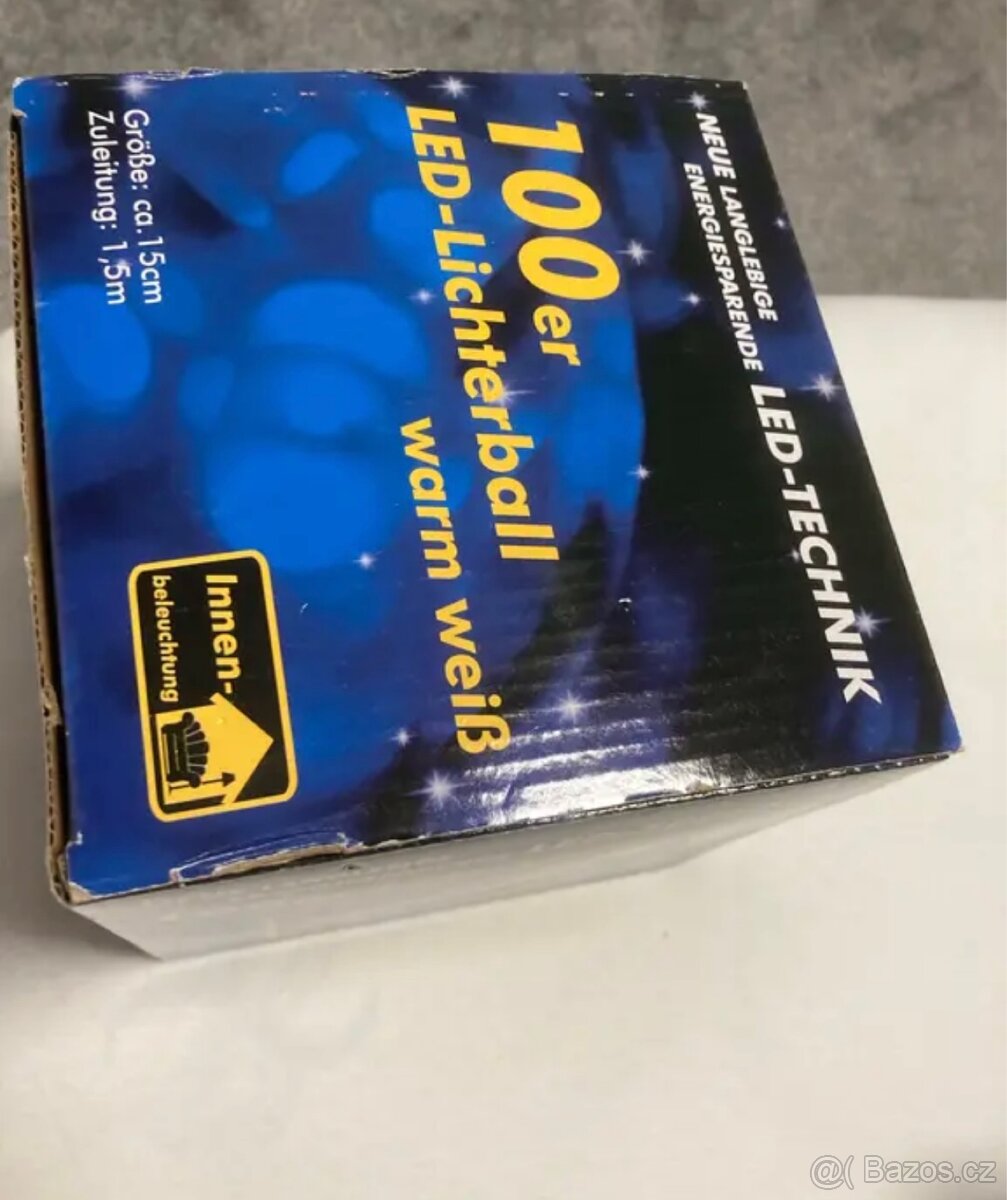 NEUE LANGLEBIGE
ENERGIESPARENDE LED-TECHNIK
100er
LED-Lichterball
warm weiß
Innen-
beleuchtung
Größe: ca.15cm
Zuleitung: 1,5m
@( Bazos.cz